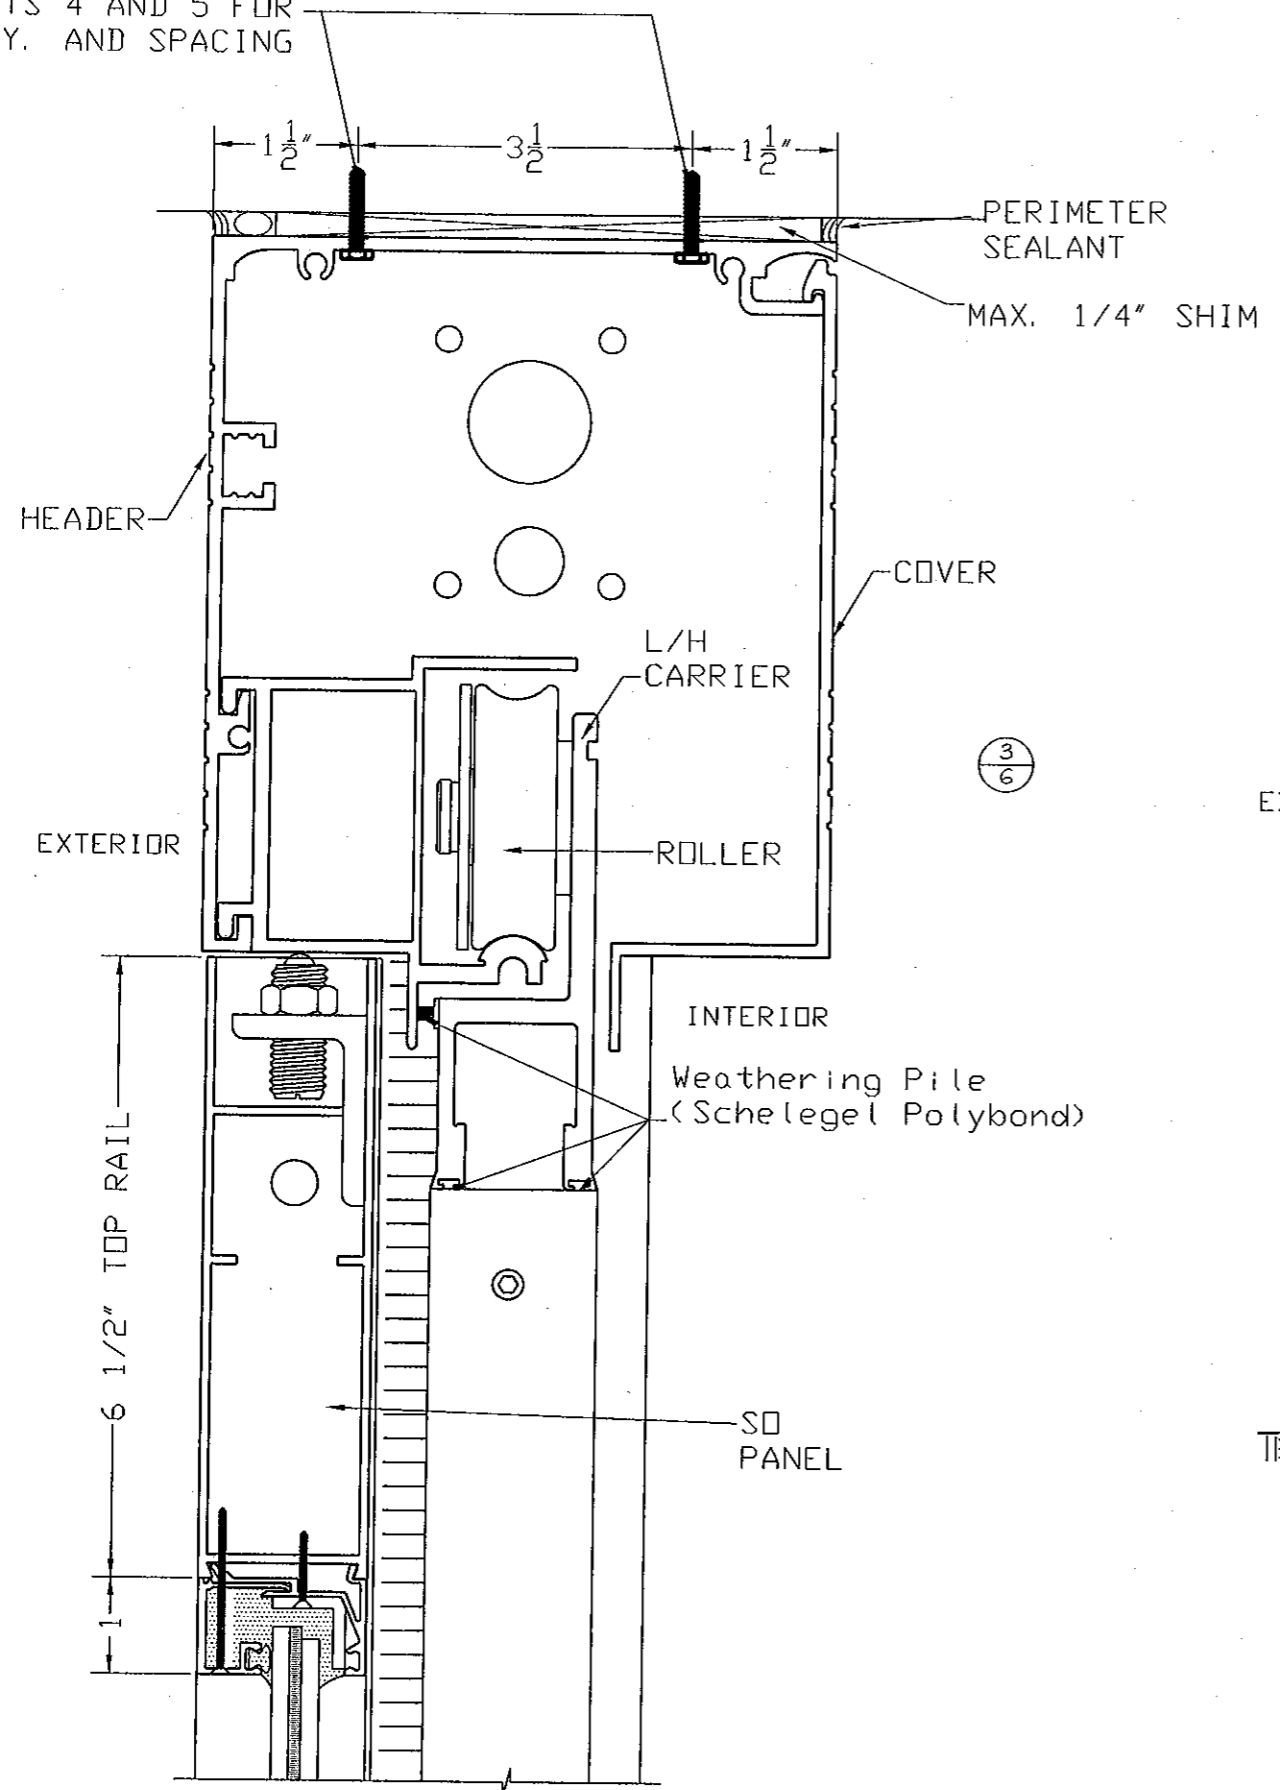 TS 4 AND 5 FOR
Y. AND SPACING
1 1/2"
3 1/2
1 1/2"
PERIMETER
SEALANT
MAX. 1/4" SHIM
HEADER
COVER
L/H
CARRIER
3
6
EXTERIOR
ROLLER
INTERIOR
Weathering Pile
(Schelegel Polybond)
6 1/2" TOP RAIL
SO
PANEL
1